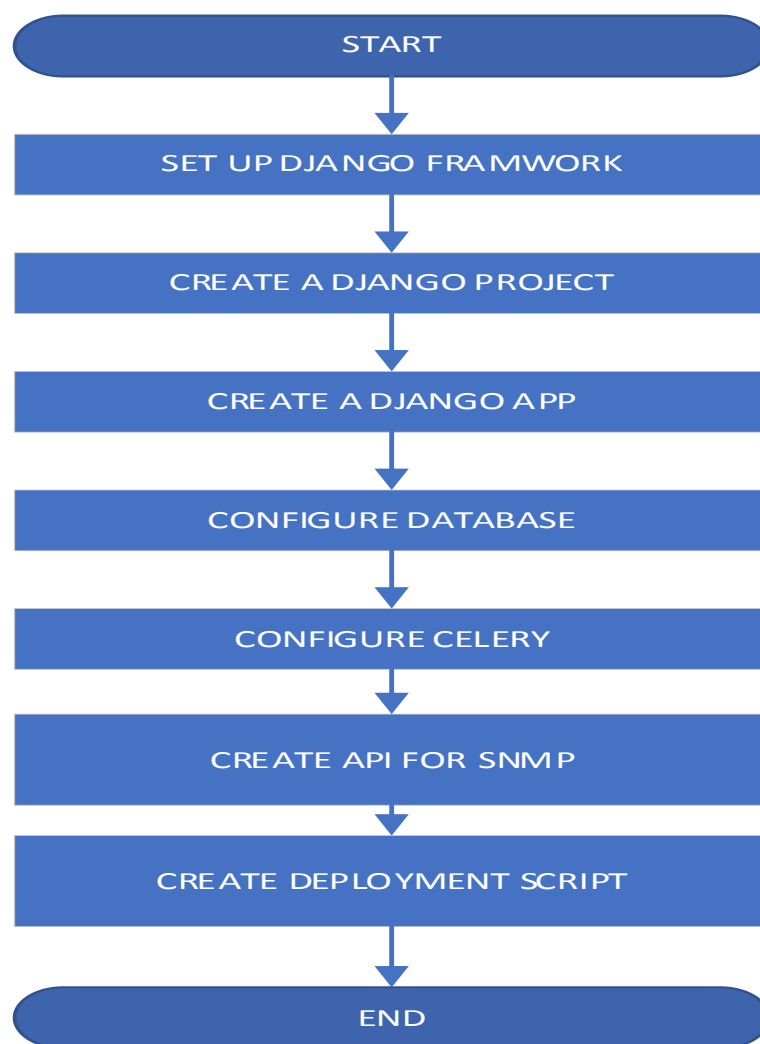 START
SET UP DJANGO FRAMWORK
CREATE A DJANGO PROJECT
CREATE A DJANGO APP
CONFIGURE DATABASE
CONFIGURE CELERY
CREATE API FOR SNMP
CREATE DEPLOYMENT SCRIPT
END